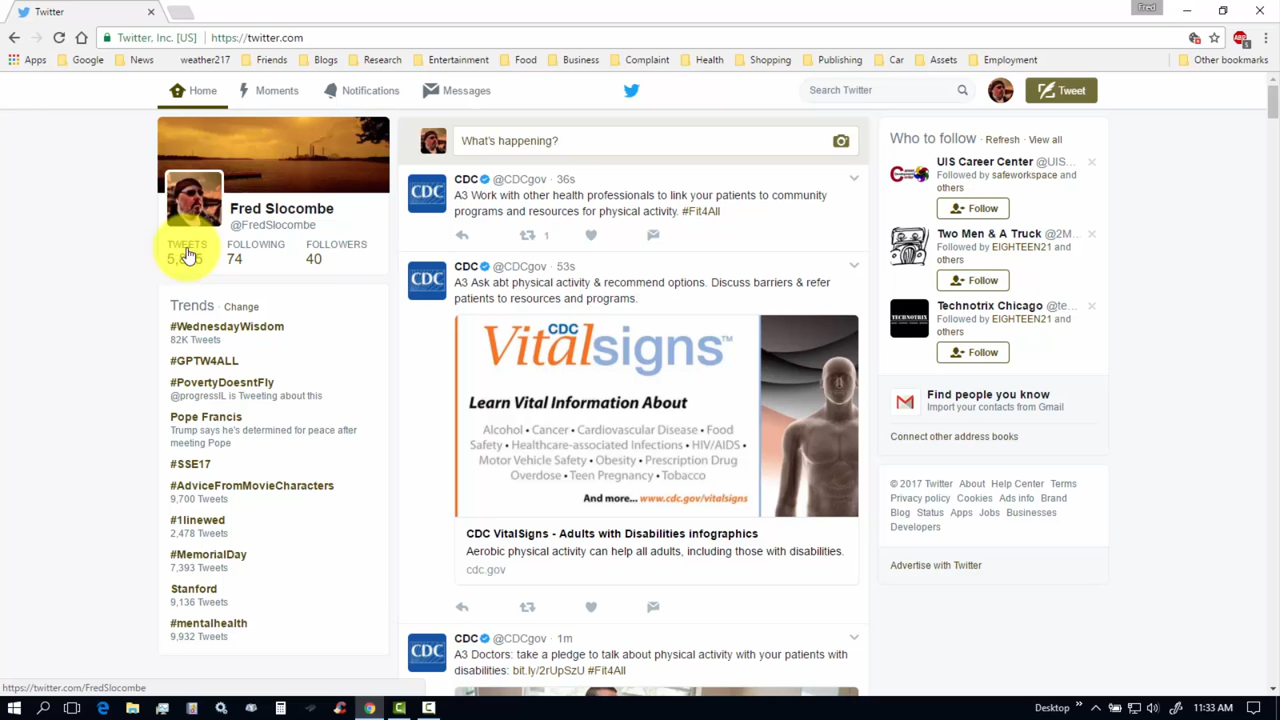 Twitter
Fred
Twitter, Inc. [US] https://twitter.com
Apps Google News weather217 Friends Blogs Research Entertainment Food Business Complaint Health Shopping Publishing Car Assets Employment Other bookmarks
Home Moments Notifications Messages
Search Twitter
Tweet
Fred Slocombe
@FredSlocombe
TWEETS FOLLOWING FOLLOWERS
74 40
Trends · Change
#WednesdayWisdom
82K Tweets
#GPTW4ALL
#PovertyDoesntFly
@progressIL is Tweeting about this
Pope Francis
Trump says he's determined for peace after
meeting Pope
#SSE17
#AdviceFromMovieCharacters
9,700 Tweets
#1linewed
2,478 Tweets
#MemorialDay
7,393 Tweets
Stanford
9,136 Tweets
#mentalhealth
9,932 Tweets
What's happening?
CDC @CDCgov · 36s
A3 Work with other health professionals to link your patients to community
programs and resources for physical activity. #Fit4All
1
CDC @CDCgov · 53s
A3 Ask abt physical activity & recommend options. Discuss barriers & refer
patients to resources and programs.
CDC
Vitalsigns™
Learn Vital Information About
Alcohol • Cancer • Cardiovascular Disease • Food
Safety • Healthcare-associated Infections • HIV/AIDS •
Motor Vehicle Safety • Obesity • Prescription Drug
Overdose • Teen Pregnancy • Tobacco
And more... www.cdc.gov/vitalsigns
CDC VitalSigns - Adults with Disabilities infographics
Aerobic physical activity can help all adults, including those with disabilities.
cdc.gov
CDC @CDCgov · 1m
A3 Doctors: take a pledge to talk about physical activity with your patients with
disabilities: bit.ly/2rUpSzU #Fit4All
Who to follow · Refresh · View all
UIS Career Center @UIS...
Followed by safeworkspace and
others
Follow
Two Men & A Truck @2M...
Followed by EIGHTEEN21 and
others
Follow
Technotrix Chicago @te...
Followed by EIGHTEEN21 and
others
Follow
Find people you know
Import your contacts from Gmail
Connect other address books
© 2017 Twitter About Help Center Terms
Privacy policy Cookies Ads info Brand
Blog Status Apps Jobs Businesses
Developers
Advertise with Twitter
https://twitter.com/FredSlocombe
Desktop
11:33 AM